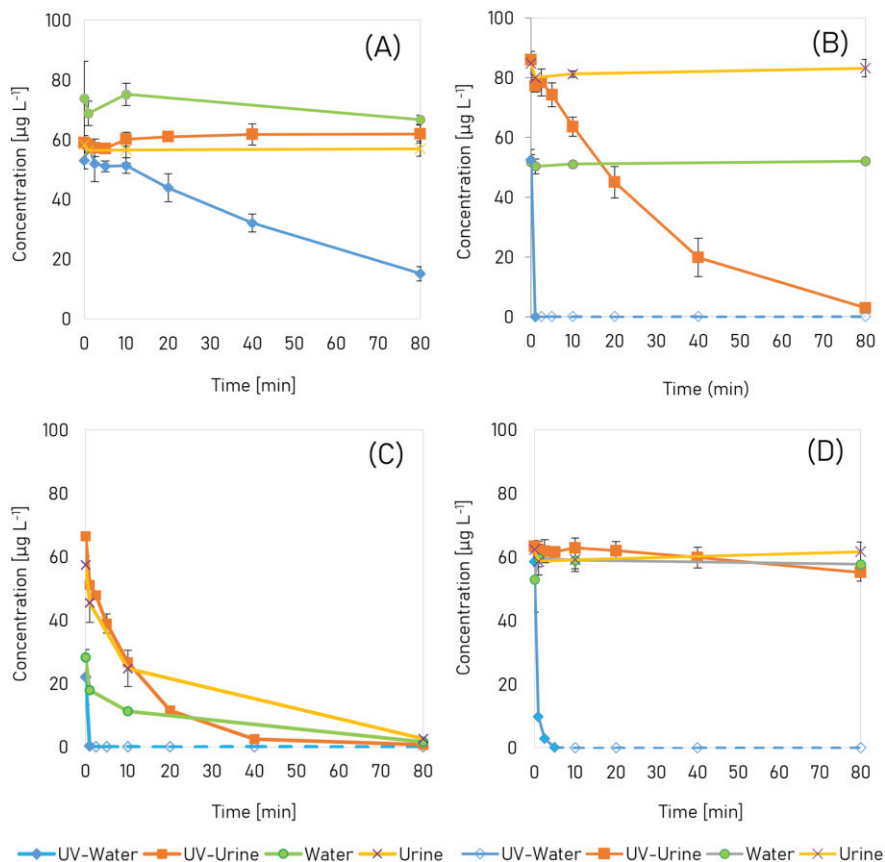 (A)
100
80
60
40
20
0
Concentration [µg L⁻¹]
0 10 20 30 40 50 60 70 80
Time [min]
(B)
100
80
60
40
20
0
Concentration [µg L⁻¹]
0 10 20 30 40 50 60 70 80
Time (min)
(C)
100
80
60
40
20
0
Concentration [µg L⁻¹]
0 10 20 30 40 50 60 70 80
Time [min]
(D)
100
80
60
40
20
0
Concentration [µg L⁻¹]
0 10 20 30 40 50 60 70 80
Time [min]
UV-Water UV-Urine Water Urine UV-Water UV-Urine Water Urine